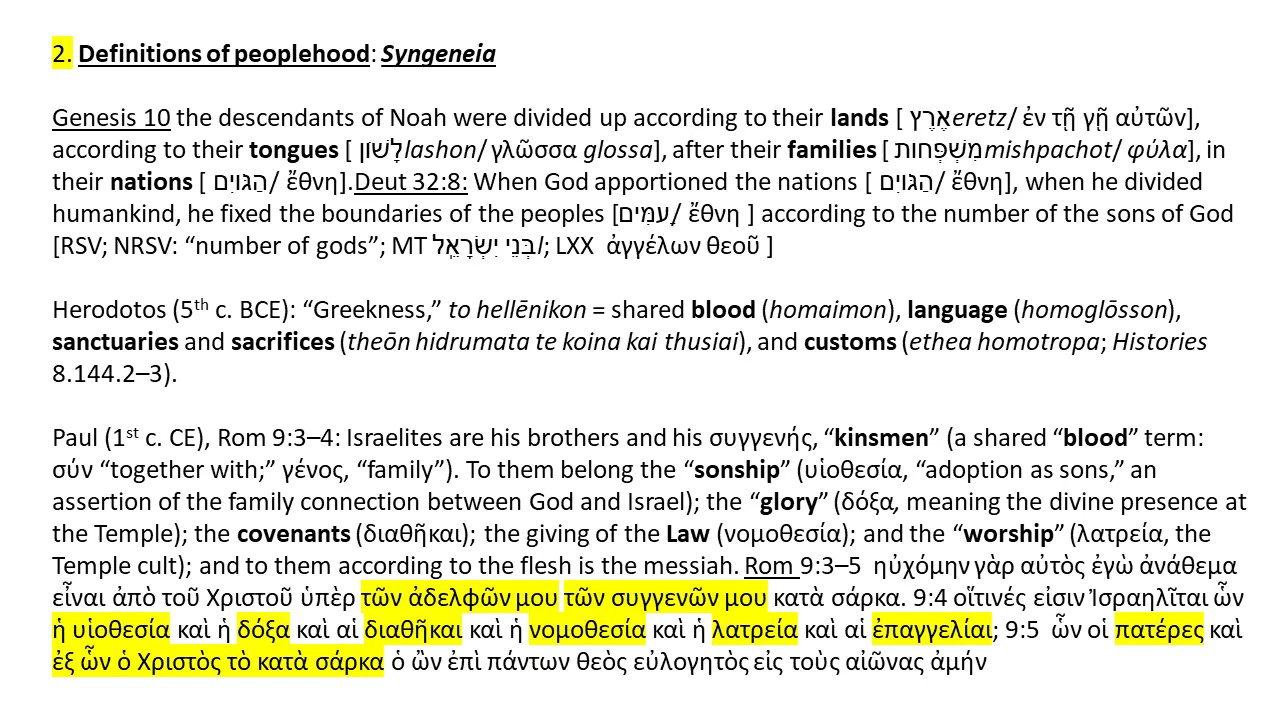 2. Definitions of peoplehood: Syngeneia
Genesis 10 the descendants of Noah were divided up according to their lands [ אֶרֶץeretz/ ἐν τῇ γῇ αὐτῶν],
according to their tongues [ לָשׁוֹןlashon/γλῶσσα glossa], after their families [ מִשְׁפְּחוֹתmishpachot/ φύλα], in
their nations [ הַגּוֹיִם/ ἔθνη].Deut 32:8: When God apportioned the nations [ הַגּוֹיִם/ ἔθνη], when he divided
humankind, he fixed the boundaries of the peoples [עַמִּים/ ἔθνη ] according to the number of the sons of God
[RSV; NRSV: “number of gods”; MT בְּנֵי יִשְׂרָאֵלl; LXX ἀγγέλων θεοῦ ]
Herodotos (5th c. BCE): “Greekness,” to hellēnikon = shared blood (homaimon), language (homoglōsson),
sanctuaries and sacrifices (theōn hidrumata te koina kai thusiai), and customs (ethea homotropa; Histories
8.144.2–3).
Paul (1st c. CE), Rom 9:3–4: Israelites are his brothers and his συγγενής, “kinsmen” (a shared “blood” term:
σύν “together with;” γένος, “family”). To them belong the “sonship” (υἱοθεσία, “adoption as sons,” an
assertion of the family connection between God and Israel); the “glory” (δόξα, meaning the divine presence at
the Temple); the covenants (διαθῆκαι); the giving of the Law (νομοθεσία); and the “worship” (λατρεία, the
Temple cult); and to them according to the flesh is the messiah. Rom 9:3–5 ηὐχόμην γὰρ αὐτὸς ἐγὼ ἀνάθεμα
εἶναι ἀπὸ τοῦ Χριστοῦ ὑπὲρ τῶν ἀδελφῶν μου τῶν συγγενῶν μου κατὰ σάρκα. 9:4 οἵτινές εἰσιν Ἰσραηλῖται ὧν
ἡ υἱοθεσία καὶ ἡ δόξα καὶ αἱ διαθῆκαι καὶ ἡ νομοθεσία καὶ ἡ λατρεία καὶ αἱ ἐπαγγελίαι; 9:5 ὧν οἱ πατέρες καὶ
ἐξ ὧν ὁ Χριστὸς τὸ κατὰ σάρκα ὁ ὢν ἐπὶ πάντων θεὸς εὐλογητὸς εἰς τοὺς αἰῶνας ἀμήν